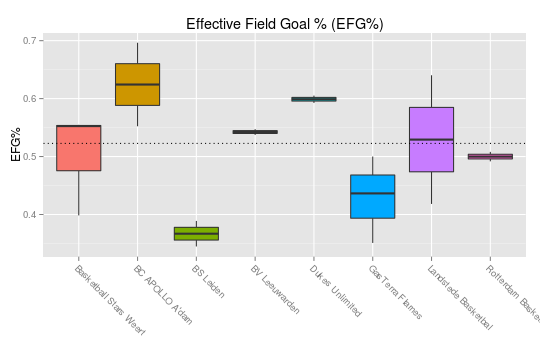 Effective Field Goal % (EFG%)
EFG%
0.7
0.6
0.5
0.4
Basketball Stars Weert
BC APOLLO A'dam
BS Leiden
BV Leeuwarden
Dukes Unlimited
GasTerra Flames
Landstede Basketbal
Rotterdam Baske